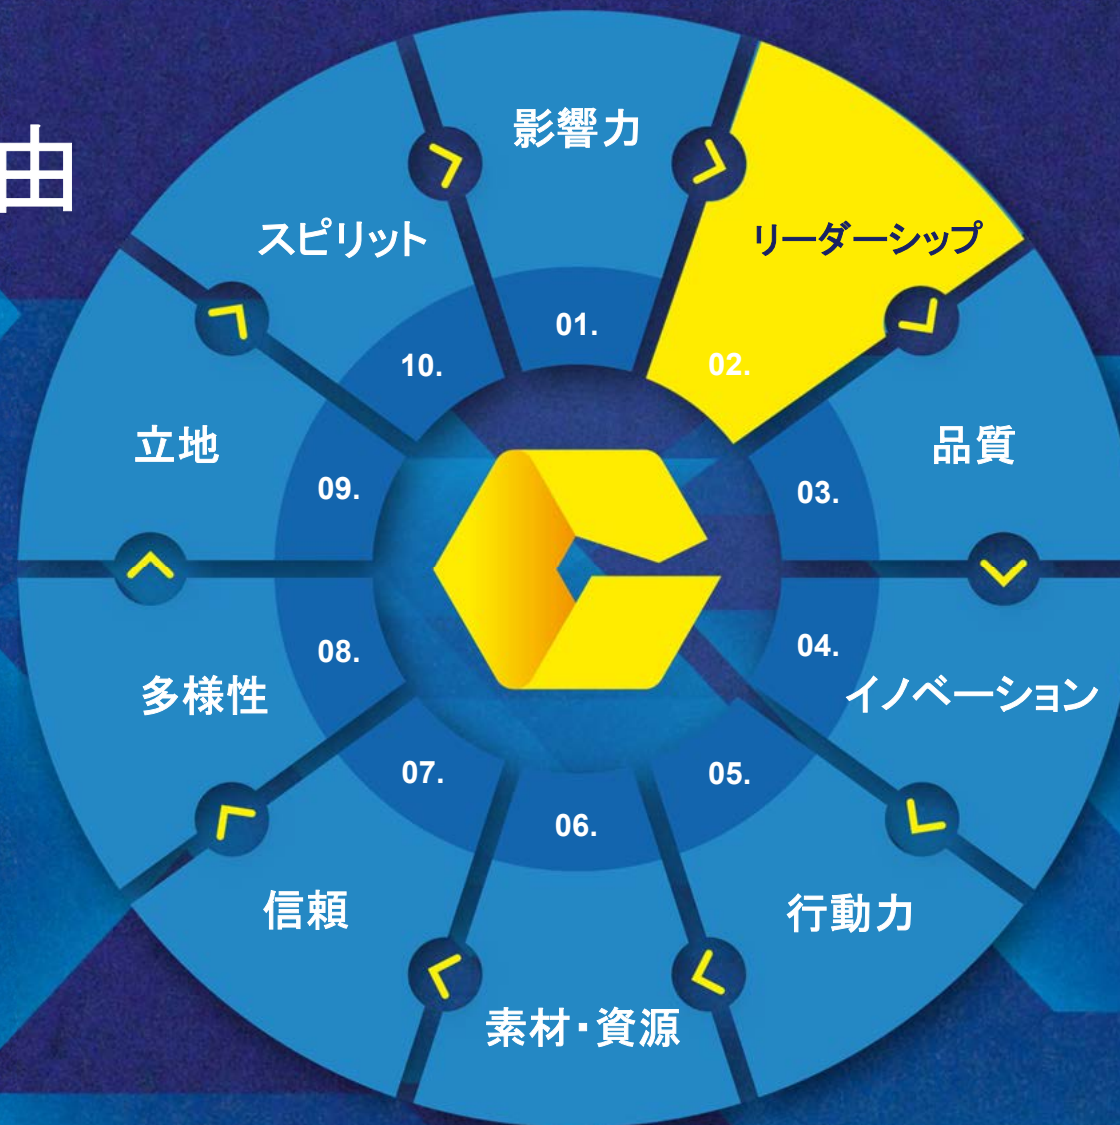 由
01.
影響力
02.
リーダーシップ
03.
品質
04.
イノベーション
05.
行動力
06.
素材・資源
07.
信頼
08.
多様性
09.
立地
10.
スピリット